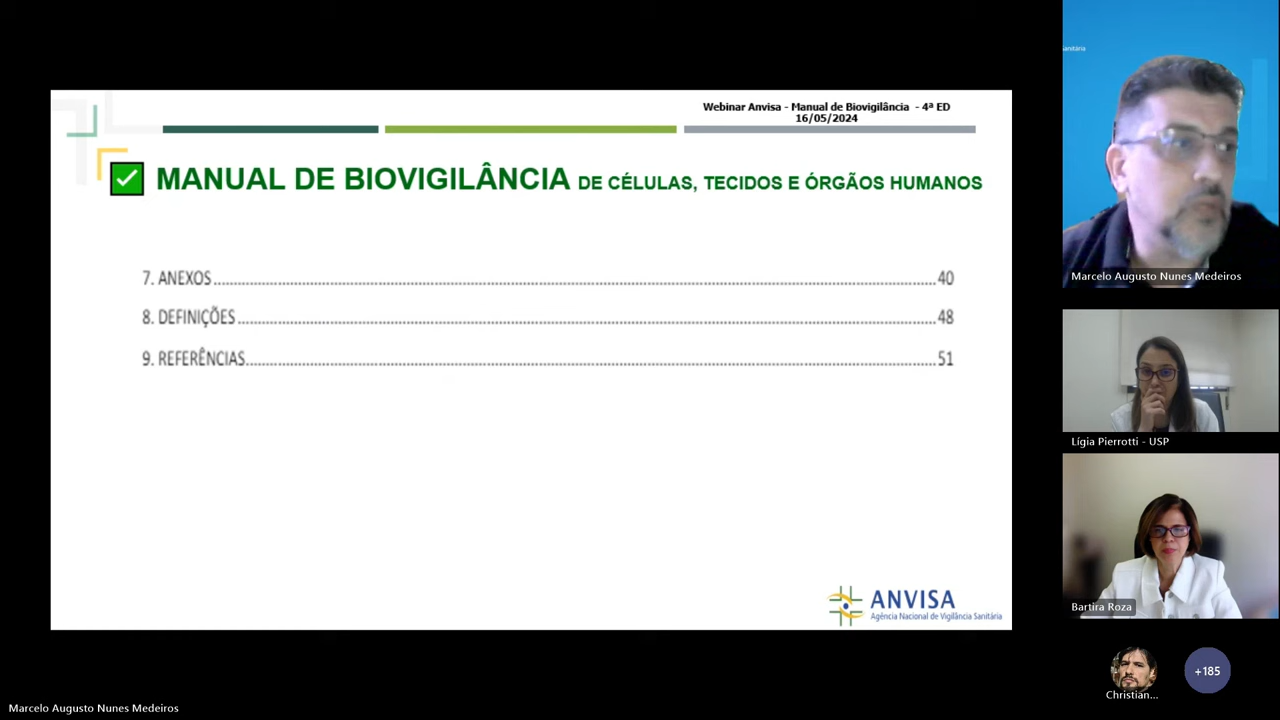 Webinar Anvisa - Manual de Biovigilância - 4ª ED
16/05/2024
MANUAL DE BIOVIGILÂNCIA DE CÉLULAS, TECIDOS E ÓRGÃOS HUMANOS
7. ANEXOS 40
8. DEFINIÇÕES 48
9. REFERÊNCIAS 51
ANVISA
Agência Nacional de Vigilância Sanitária
Sanitária
Marcelo Augusto Nunes Medeiros
Lígia Pierrotti - USP
Bartira Roza
Christian...
+185
Marcelo Augusto Nunes Medeiros